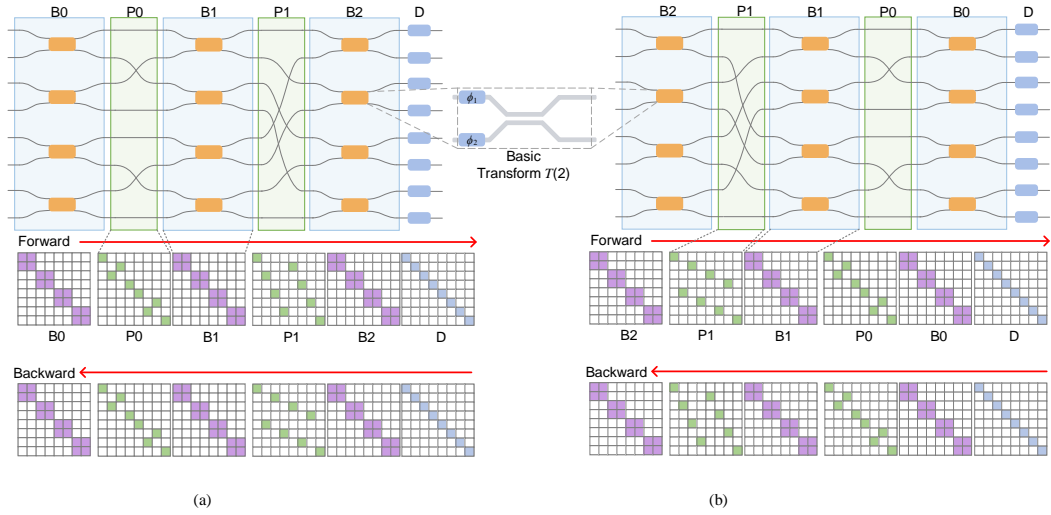 B0 P0 B1 P1 B2 D
B2 P1 B1 P0 B0 D
ϕ1
ϕ2
Basic
Transform T(2)
Forward
Forward
B0 P0 B1 P1 B2 D
B2 P1 B1 P0 B0 D
Backward
Backward
(a)
(b)